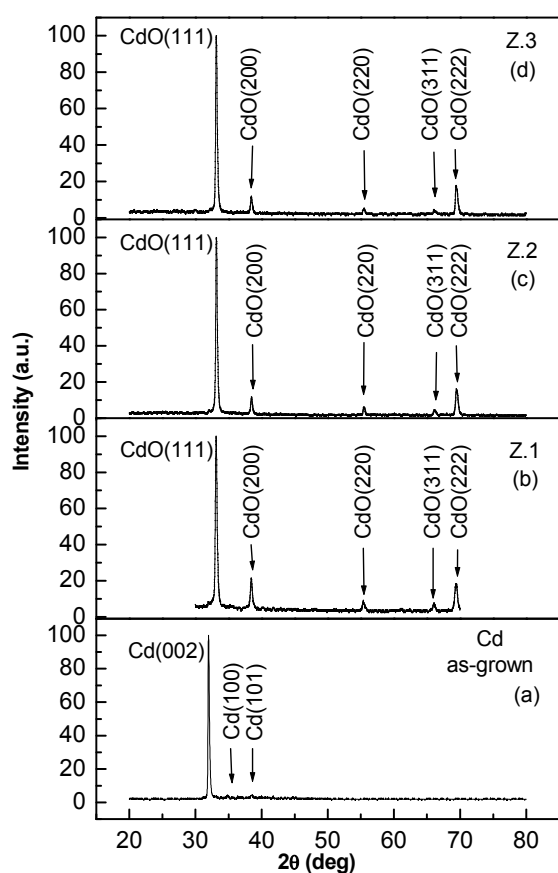 CdO(111)
100
80
60
40
20
0
CdO(200)
CdO(220)
CdO(311)
CdO(222)
Z.3
(d)
CdO(111)
100
80
60
40
20
0
CdO(200)
CdO(220)
CdO(311)
CdO(222)
Z.2
(c)
Intensity (a.u.)
CdO(111)
100
80
60
40
20
0
CdO(200)
CdO(220)
CdO(311)
CdO(222)
Z.1
(b)
Cd(002)
100
80
60
40
20
0
Cd(100)
Cd(101)
Cd
as-grown
(a)
20 30 40 50 60 70 80
2θ (deg)